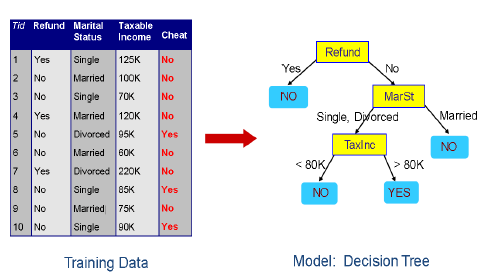 Tid Refund Marital Status Taxable Income Cheat
1 Yes Single 125K No
2 No Married 100K No
3 No Single 70K No
4 Yes Married 120K No
5 No Divorced 95K Yes
6 No Married 60K No
7 Yes Divorced 220K No
8 No Single 85K Yes
9 No Married 75K No
10 No Single 90K Yes
Training Data
Refund
Yes No
NO MarSt
Single, Divorced Married
TaxInc NO
< 80K > 80K
NO YES
Model: Decision Tree